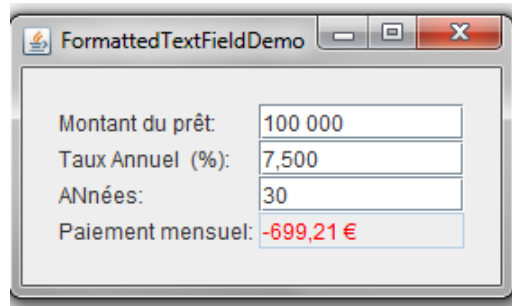 FormattedTextFieldDemo
Montant du prêt: 100 000
Taux Annuel (%): 7,500
ANnées: 30
Paiement mensuel: -699,21 €